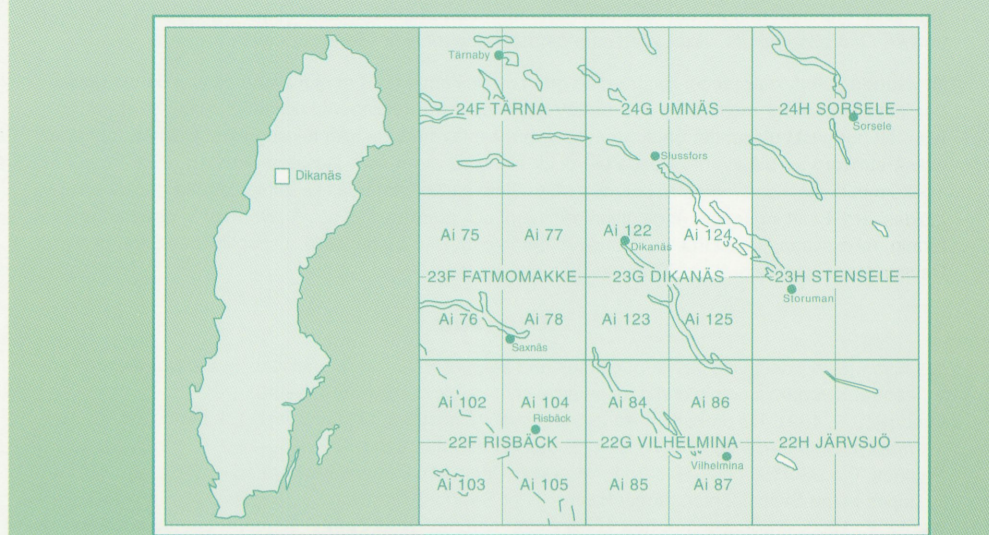 Dikanäs
Tärnaby
24F TÄRNA
24G UMNÄS
24H SORSELE
Sorsele
Slussfors
Ai 75
Ai 77
Ai 122
Dikanäs
Ai 124
23F FATMOMAKKE
23G DIKANÄS
23H STENSELE
Storuman
Ai 76
Ai 78
Ai 123
Ai 125
Saxnäs
Ai 102
Ai 104
Ai 84
Ai 86
Risbäck
22F RISBÄCK
22G VILHELMINA
22H JÄRVSJÖ
Vilhelmina
Ai 103
Ai 105
Ai 85
Ai 87